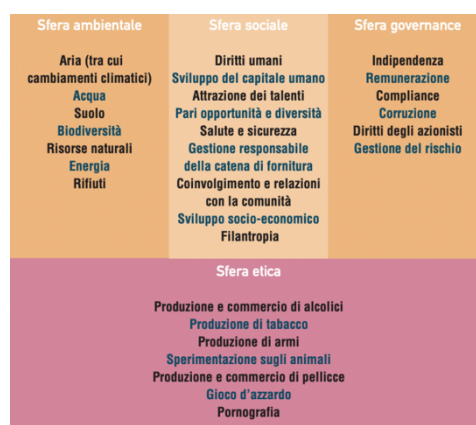 Sfera ambientale
Aria (tra cui
cambiamenti climatici)
Acqua
Suolo
Biodiversità
Risorse naturali
Energia
Rifiuti
Sfera sociale
Diritti umani
Sviluppo del capitale umano
Attrazione dei talenti
Pari opportunità e diversità
Salute e sicurezza
Gestione responsabile
della catena di fornitura
Coinvolgimento e relazioni
con la comunità
Sviluppo socio-economico
Filantropia
Sfera governance
Indipendenza
Remunerazione
Compliance
Corruzione
Diritti degli azionisti
Gestione del rischio
Sfera etica
Produzione e commercio di alcolici
Produzione di tabacco
Produzione di armi
Sperimentazione sugli animali
Produzione e commercio di pellicce
Gioco d'azzardo
Pornografia